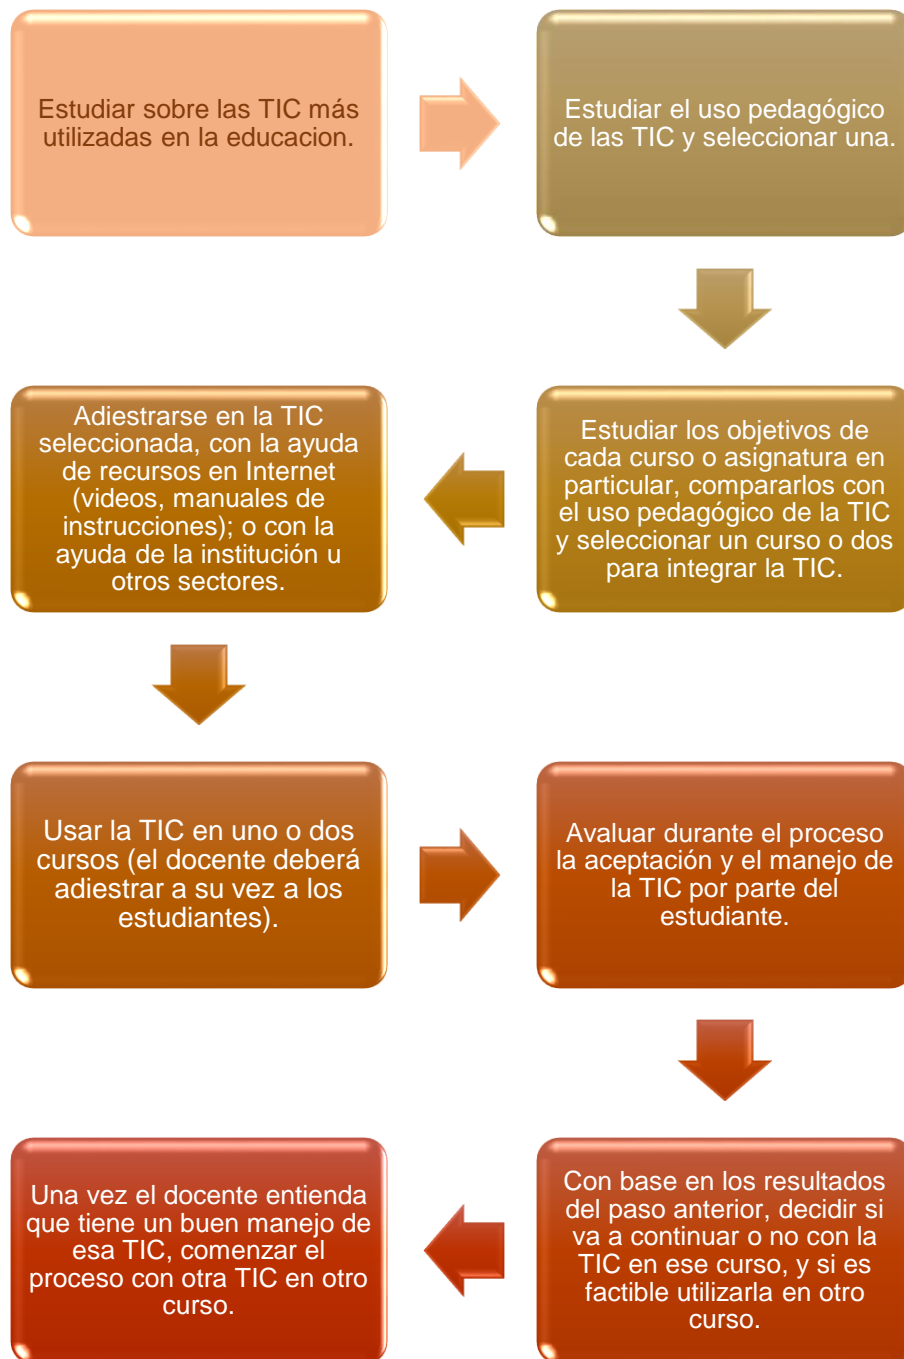 Estudiar sobre las TIC más
utilizadas en la educacion.
Estudiar el uso pedagógico
de las TIC y seleccionar una.
Estudiar los objetivos de
cada curso o asignatura en
particular, compararlos con
el uso pedagógico de la TIC
y seleccionar un curso o dos
para integrar la TIC.
Adiestrarse en la TIC
seleccionada, con la ayuda
de recursos en Internet
(videos, manuales de
instrucciones); o con la
ayuda de la institución u
otros sectores.
Usar la TIC en uno o dos
cursos (el docente deberá
adiestrar a su vez a los
estudiantes).
Avaluar durante el proceso
la aceptación y el manejo de
la TIC por parte del
estudiante.
Con base en los resultados
del paso anterior, decidir si
va a continuar o no con la
TIC en ese curso, y si es
factible utilizarla en otro
curso.
Una vez el docente entienda
que tiene un buen manejo de
esa TIC, comenzar el
proceso con otra TIC en otro
curso.